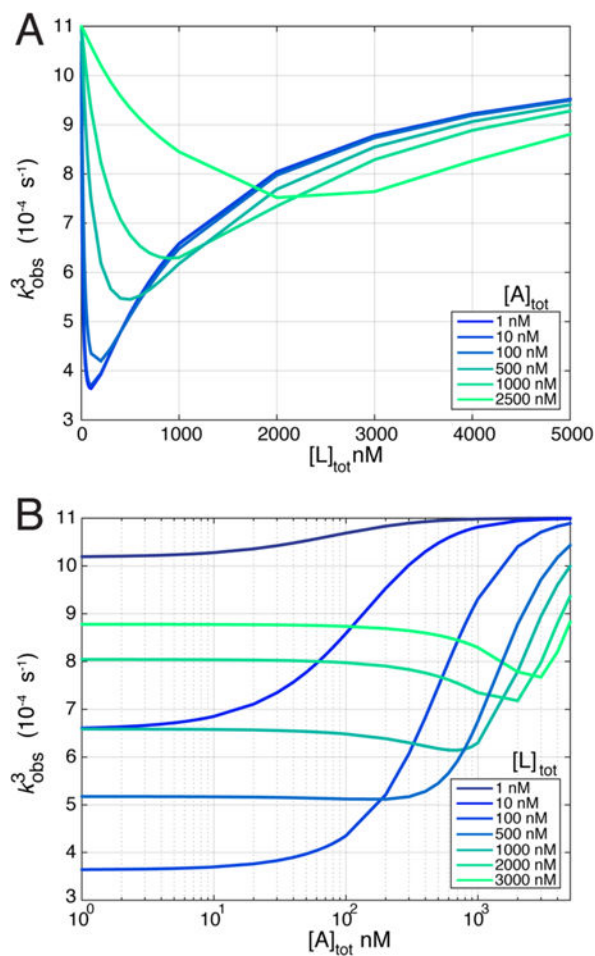 A
11
10
9
8
7
6
5
4
3
k³obs (10⁻⁴ s⁻¹)
[A]tot
1 nM
10 nM
100 nM
500 nM
1000 nM
2500 nM
0 1000 2000 3000 4000 5000
[L]tot nM
B
11
10
9
8
7
6
5
4
3
k³obs (10⁻⁴ s⁻¹)
[L]tot
1 nM
10 nM
100 nM
500 nM
1000 nM
2000 nM
3000 nM
10⁰ 10¹ 10² 10³
[A]tot nM